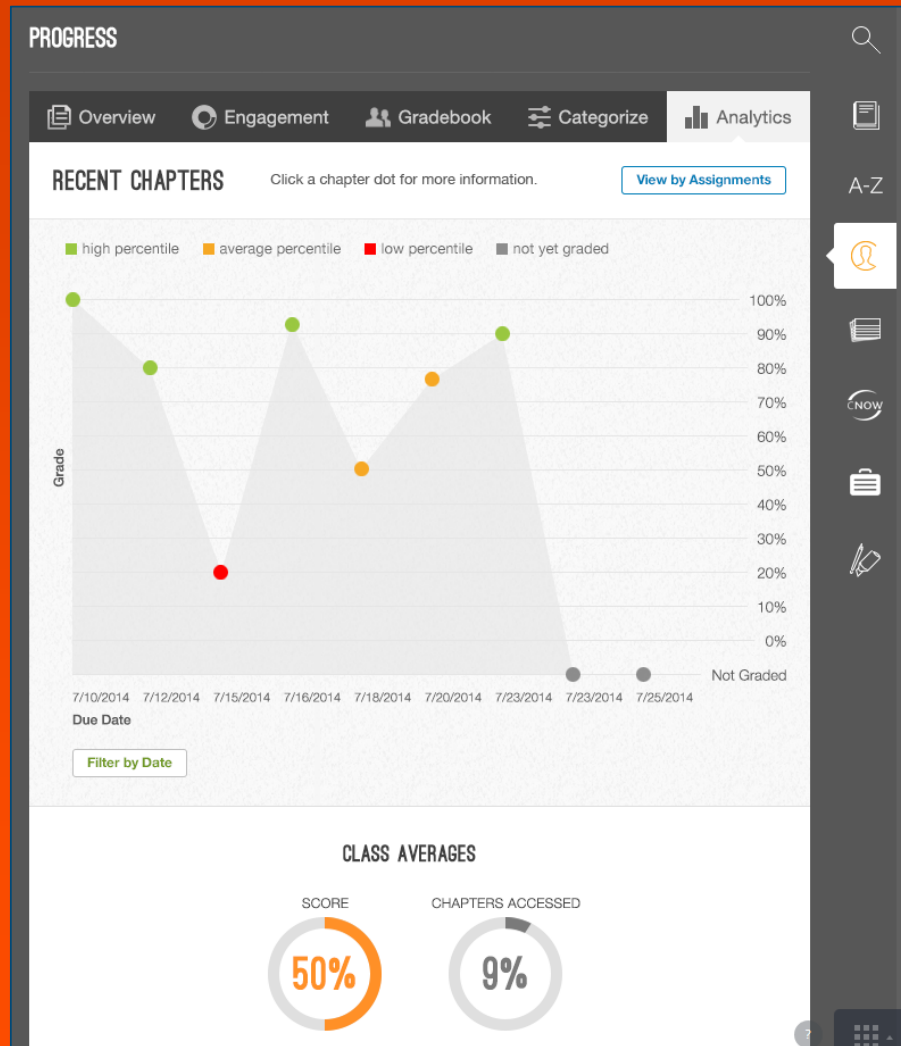 PROGRESS
Overview Engagement Gradebook Categorize Analytics
RECENT CHAPTERS Click a chapter dot for more information. View by Assignments
high percentile average percentile low percentile not yet graded
100%
90%
80%
70%
60%
50%
40%
30%
20%
10%
0%
Not Graded
Grade
7/10/2014 7/12/2014 7/15/2014 7/16/2014 7/18/2014 7/20/2014 7/23/2014 7/23/2014 7/25/2014
Due Date
Filter by Date
CLASS AVERAGES
SCORE CHAPTERS ACCESSED
50% 9%
?
A-Z
CNOW